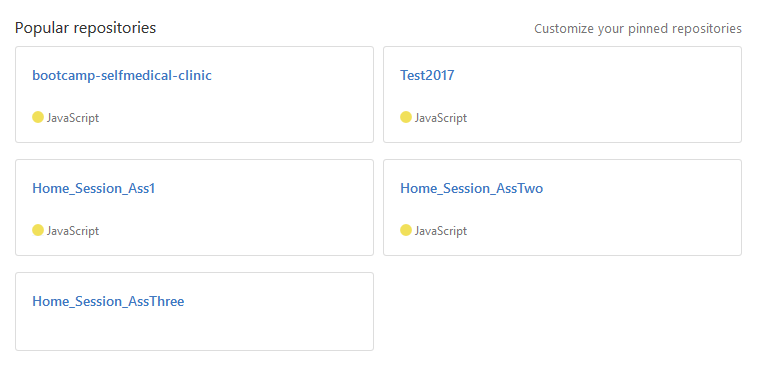 Popular repositories
Customize your pinned repositories
bootcamp-selfmedical-clinic
JavaScript
Test2017
JavaScript
Home_Session_Ass1
JavaScript
Home_Session_AssTwo
JavaScript
Home_Session_AssThree